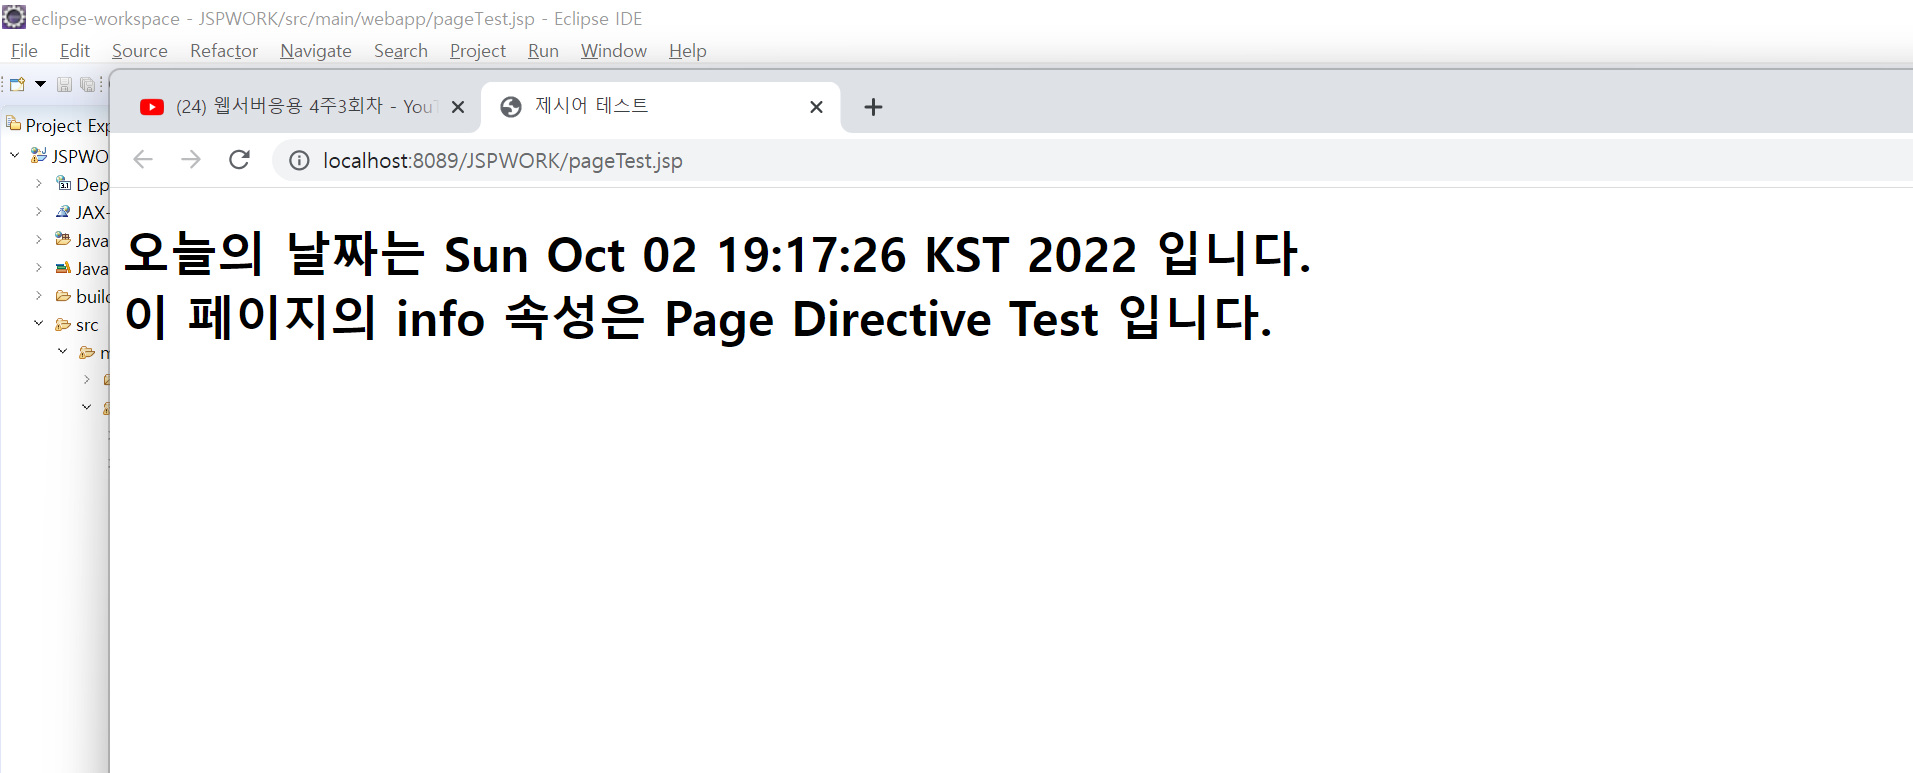 eclipse-workspace - JSPWORK/src/main/webapp/pageTest.jsp - Eclipse IDE
File Edit Source Refactor Navigate Search Project Run Window Help
(24) 웹서버응용 4주3회차 - YouT
제시어 테스트
localhost:8089/JSPWORK/pageTest.jsp
Project Exp
JSPWO
Dep
JAX-
Java
Java
build
src
m
오늘의 날짜는 Sun Oct 02 19:17:26 KST 2022 입니다.
이 페이지의 info 속성은 Page Directive Test 입니다.